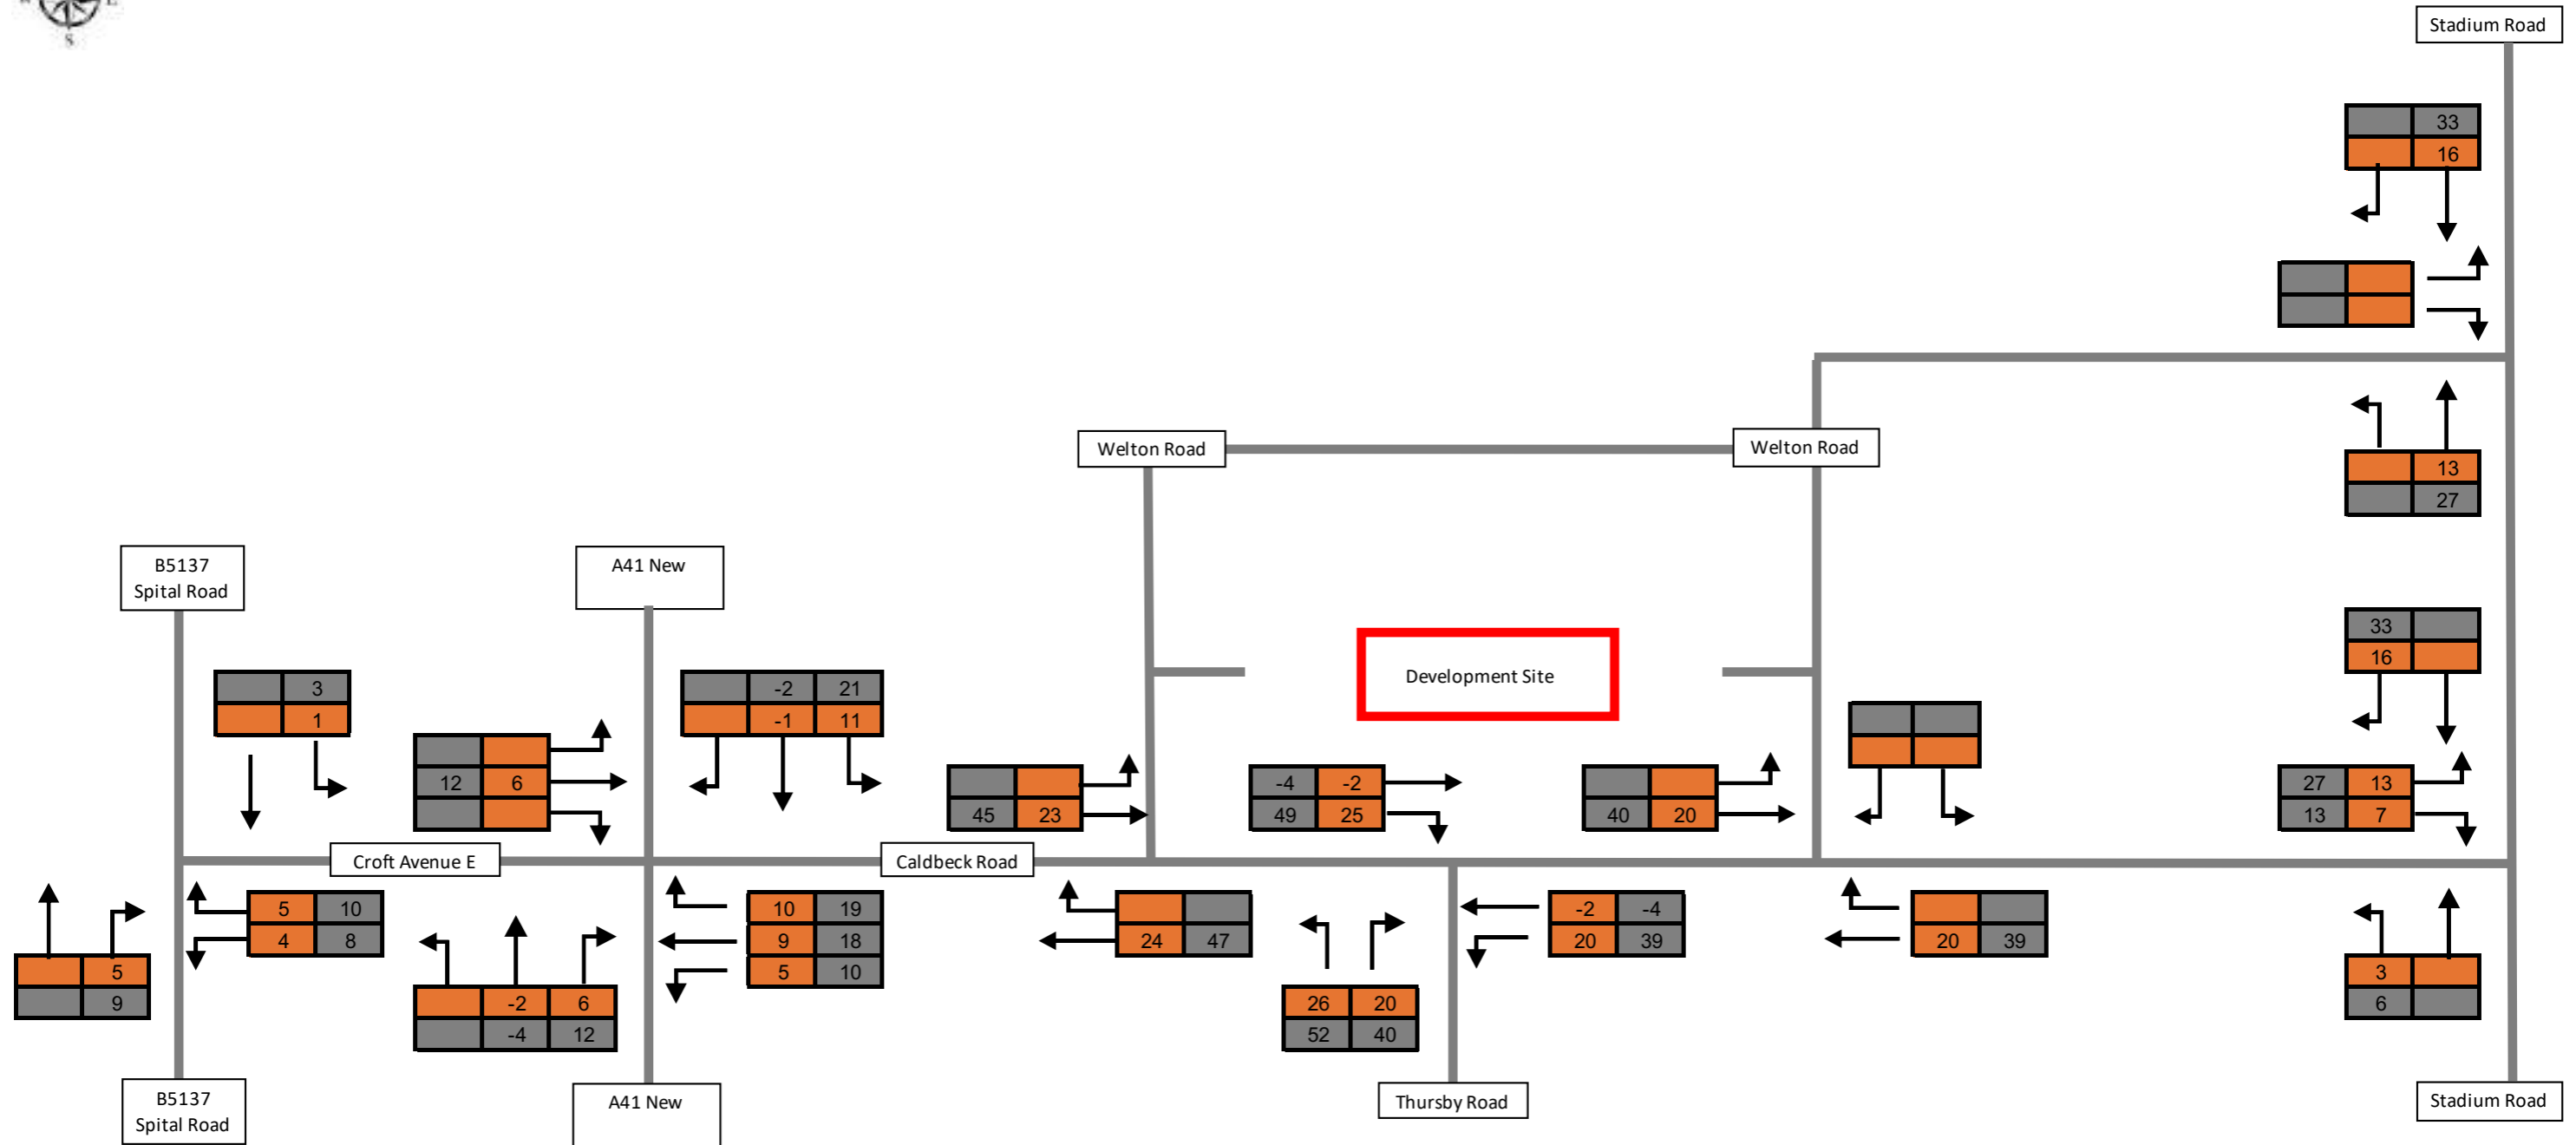 E
S
Stadium Road
33
16
13
27
Welton Road
Welton Road
B5137
Spital Road
A41 New
33
16
Development Site
3
1
-2 21
-1 11
12 6
45 23
-4 -2
49 25
40 20
27 13
13 7
Croft Avenue E
Caldbeck Road
5 10
4 8
10 19
9 18
5 10
24 47
-2 -4
20 39
20 39
5
9
-2 6
-4 12
26 20
52 40
3
6
B5137
Spital Road
A41 New
Thursby Road
Stadium Road